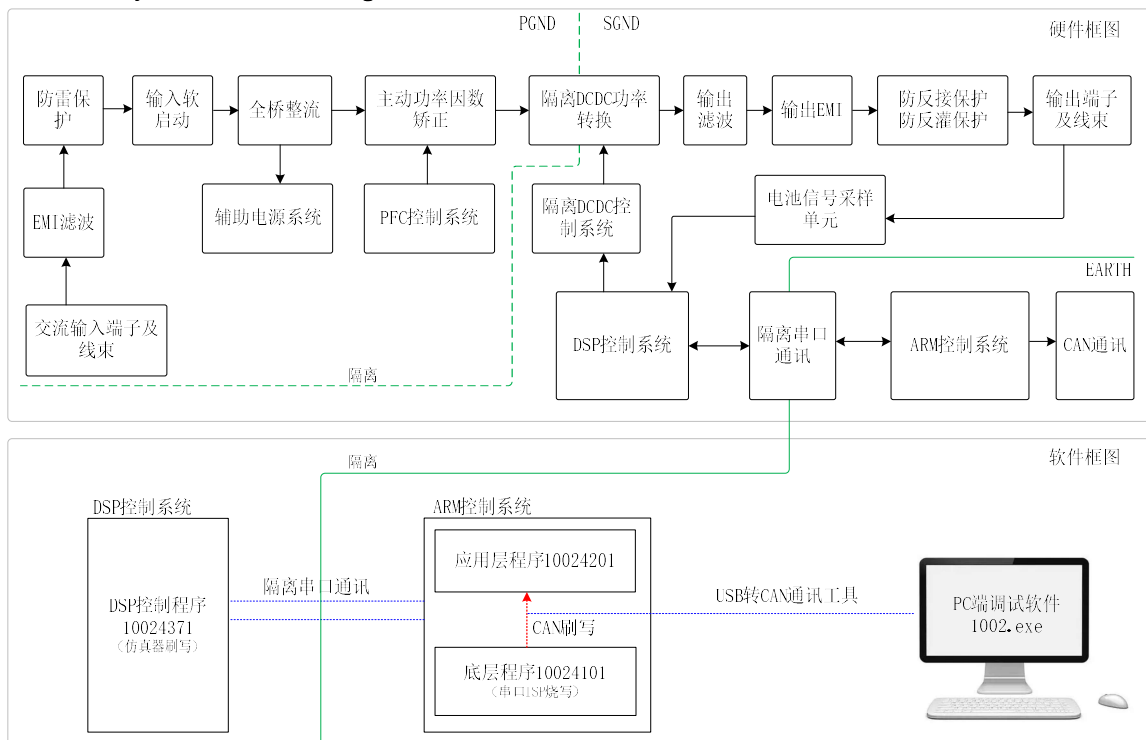 PGND
SGND
硬件框图
防雷保
护
输入软
启动
全桥整流
主动功率因数
矫正
隔离DCDC功率
转换
输出
滤波
输出EMI
防反接保护
防反灌保护
输出端子
及线束
EMI滤波
辅助电源系统
PFC控制系统
隔离DCDC控
制系统
电池信号采样
单元
EARTH
交流输入端子及
线束
DSP控制系统
隔离串口
通讯
ARM控制系统
CAN通讯
隔离
隔离
软件框图
DSP控制系统
ARM控制系统
DSP控制程序
10024371
(仿真器刷写)
隔离串口通讯
应用层程序10024201
CAN刷写
底层程序10024101
(串口ISP烧写)
USB转CAN通讯工具
PC端调试软件
1002.exe